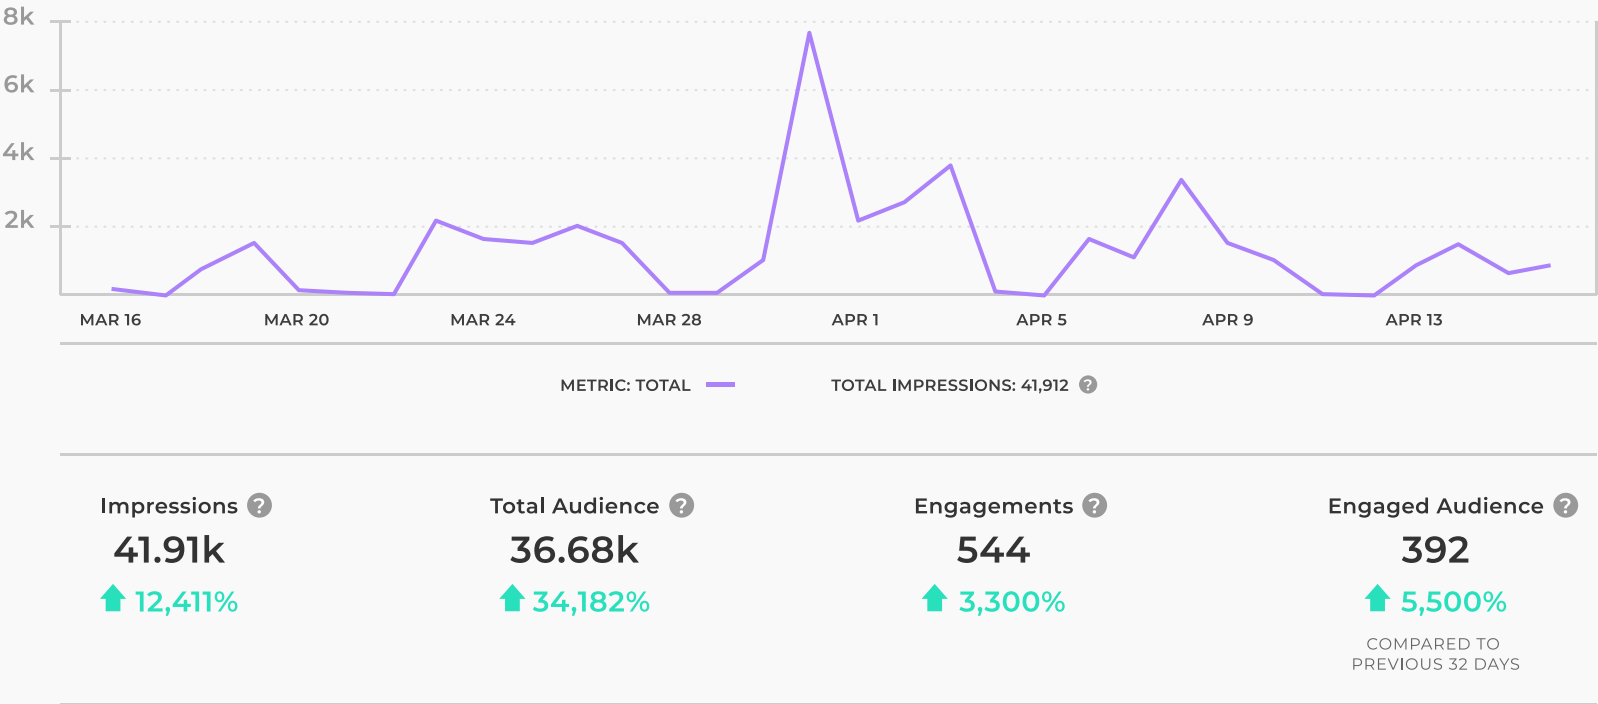 8k
6k
4k
2k
MAR 16 MAR 20 MAR 24 MAR 28 APR 1 APR 5 APR 9 APR 13
METRIC: TOTAL TOTAL IMPRESSIONS: 41,912 ?
Impressions ? Total Audience ? Engagements ? Engaged Audience ?
41.91k 36.68k 544 392
12,411% 34,182% 3,300% 5,500%
COMPARED TO
PREVIOUS 32 DAYS